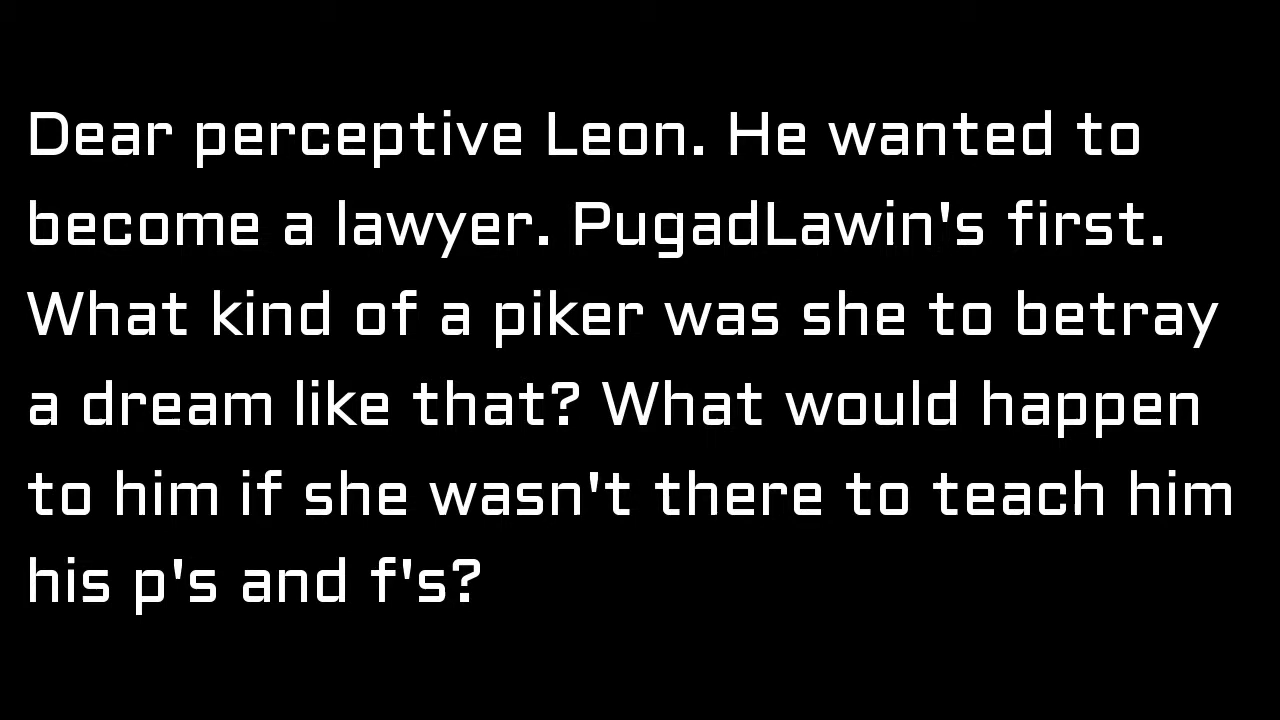 Dear perceptive Leon. He wanted to
become a lawyer. PugadLawin's first.
What kind of a piker was she to betray
a dream like that? What would happen
to him if she wasn't there to teach him
his p's and f's?